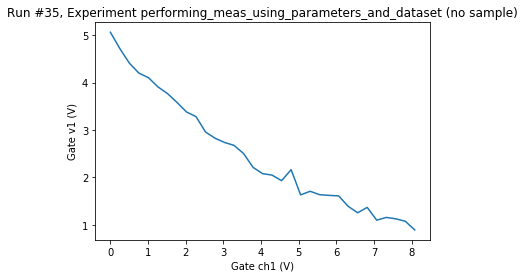 Run #35, Experiment performing_meas_using_parameters_and_dataset (no sample)
5
4
3
2
1
Gate v1 (V)
0 1 2 3 4 5 6 7 8
Gate ch1 (V)